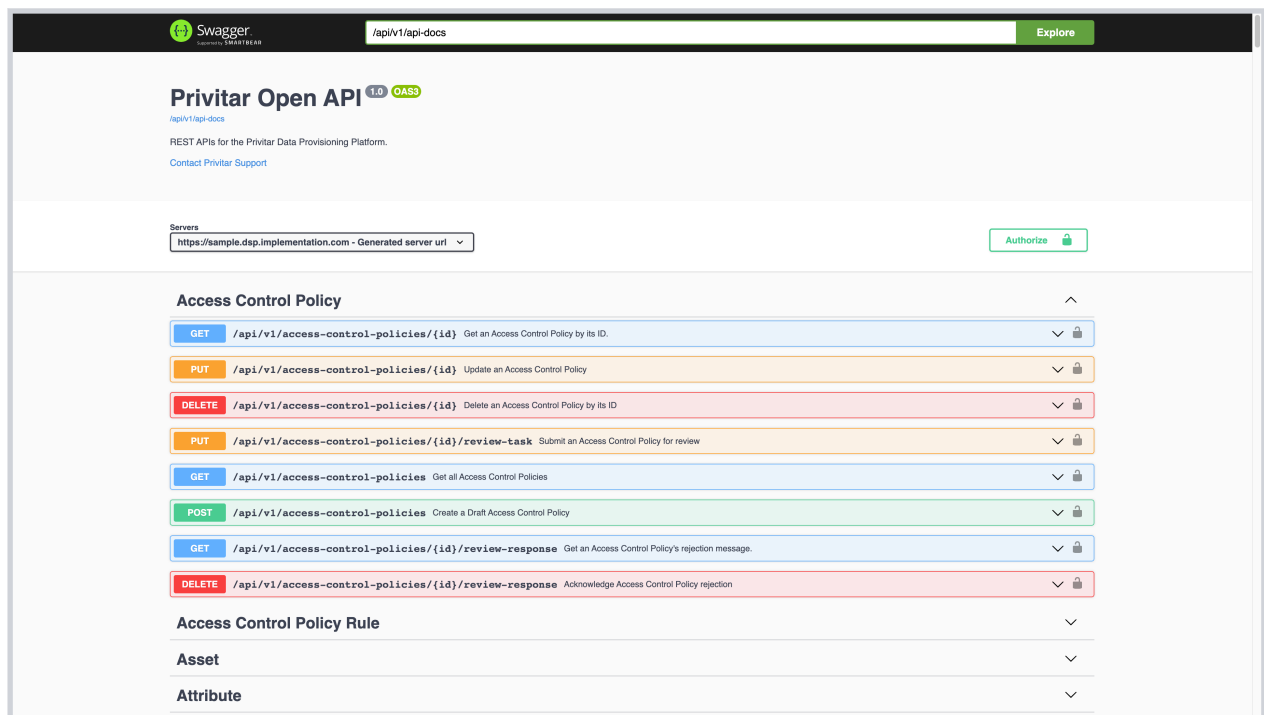 Swagger.
Supported by SMARTBEAR
/api/v1/api-docs
Explore
Privitar Open API 1.0 OAS3
/api/v1/api-docs
REST APIs for the Privitar Data Provisioning Platform.
Contact Privitar Support
Servers
https://sample.dsp.implementation.com - Generated server url
Authorize
Access Control Policy
GET /api/v1/access-control-policies/{id} Get an Access Control Policy by its ID.
PUT /api/v1/access-control-policies/{id} Update an Access Control Policy
DELETE /api/v1/access-control-policies/{id} Delete an Access Control Policy by its ID
PUT /api/v1/access-control-policies/{id}/review-task Submit an Access Control Policy for review
GET /api/v1/access-control-policies Get all Access Control Policies
POST /api/v1/access-control-policies Create a Draft Access Control Policy
GET /api/v1/access-control-policies/{id}/review-response Get an Access Control Policy's rejection message.
DELETE /api/v1/access-control-policies/{id}/review-response Acknowledge Access Control Policy rejection
Access Control Policy Rule
Asset
Attribute